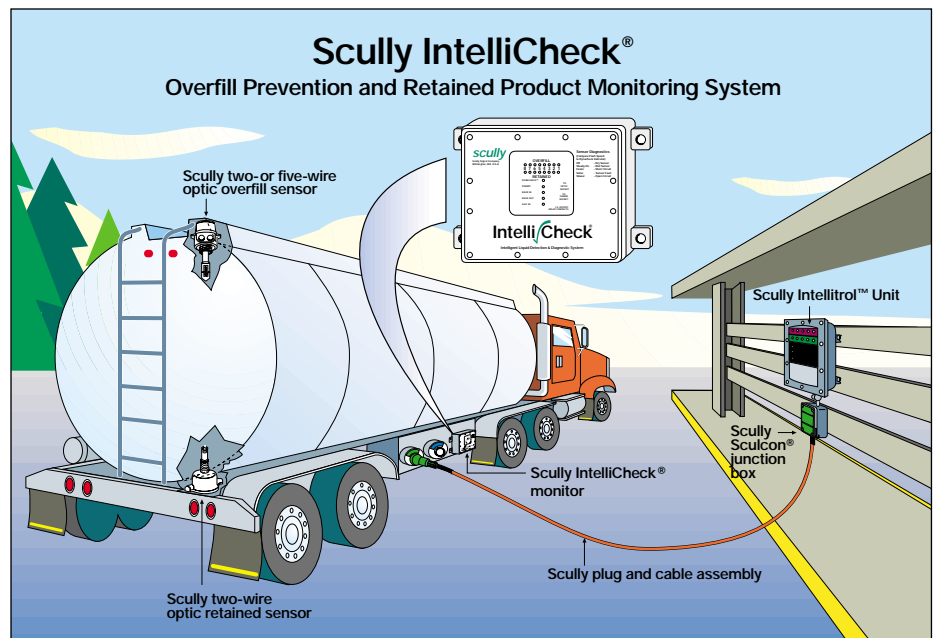 Scully IntelliCheck®
Overfill Prevention and Retained Product Monitoring System
scully
OVERFILL
RETAINED
Sensor Diagnostics
IntelliCheck®
Intelligent Liquid Detection & Diagnostic System
Scully two-or five-wire
optic overfill sensor
Scully Intellitrol™ Unit
Scully
Sculcon®
junction
box
Scully IntelliCheck®
monitor
Scully plug and cable assembly
Scully two-wire
optic retained sensor